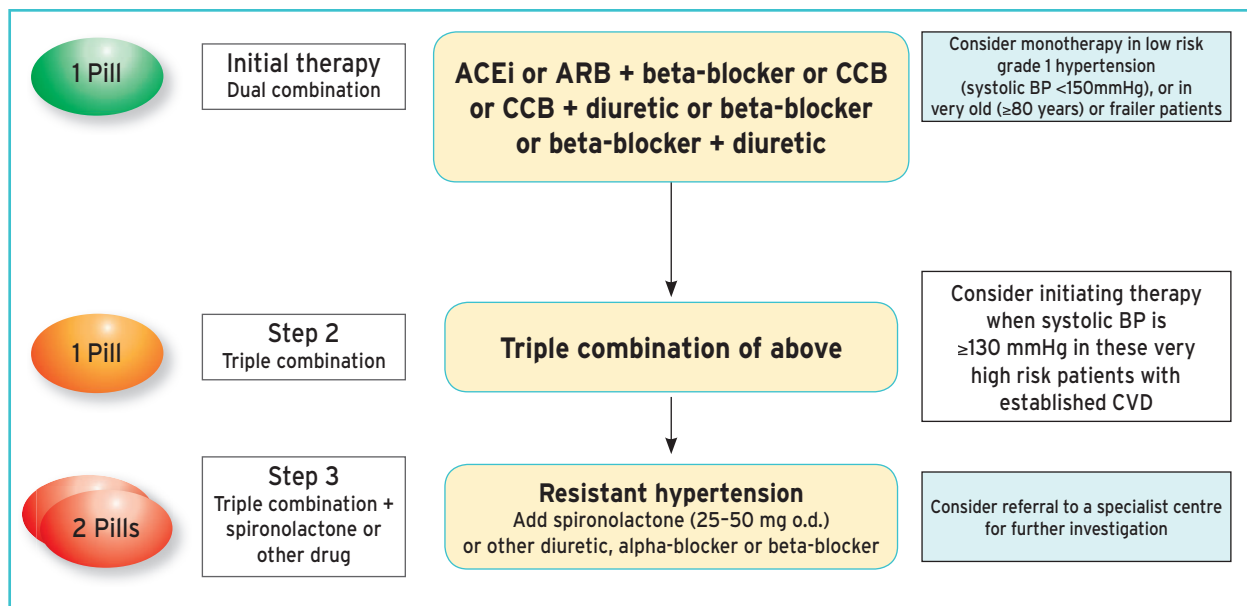 1 Pill
Initial therapy
Dual combination
ACEi or ARB + beta-blocker or CCB
or CCB + diuretic or beta-blocker
or beta-blocker + diuretic
Consider monotherapy in low risk
grade 1 hypertension
(systolic BP <150mmHg), or in
very old (≥80 years) or frailer patients
1 Pill
Step 2
Triple combination
Triple combination of above
Consider initiating therapy
when systolic BP is
≥130 mmHg in these very
high risk patients with
established CVD
2 Pills
Step 3
Triple combination +
spironolactone or
other drug
Resistant hypertension
Add spironolactone (25–50 mg o.d.)
or other diuretic, alpha-blocker or beta-blocker
Consider referral to a specialist centre
for further investigation